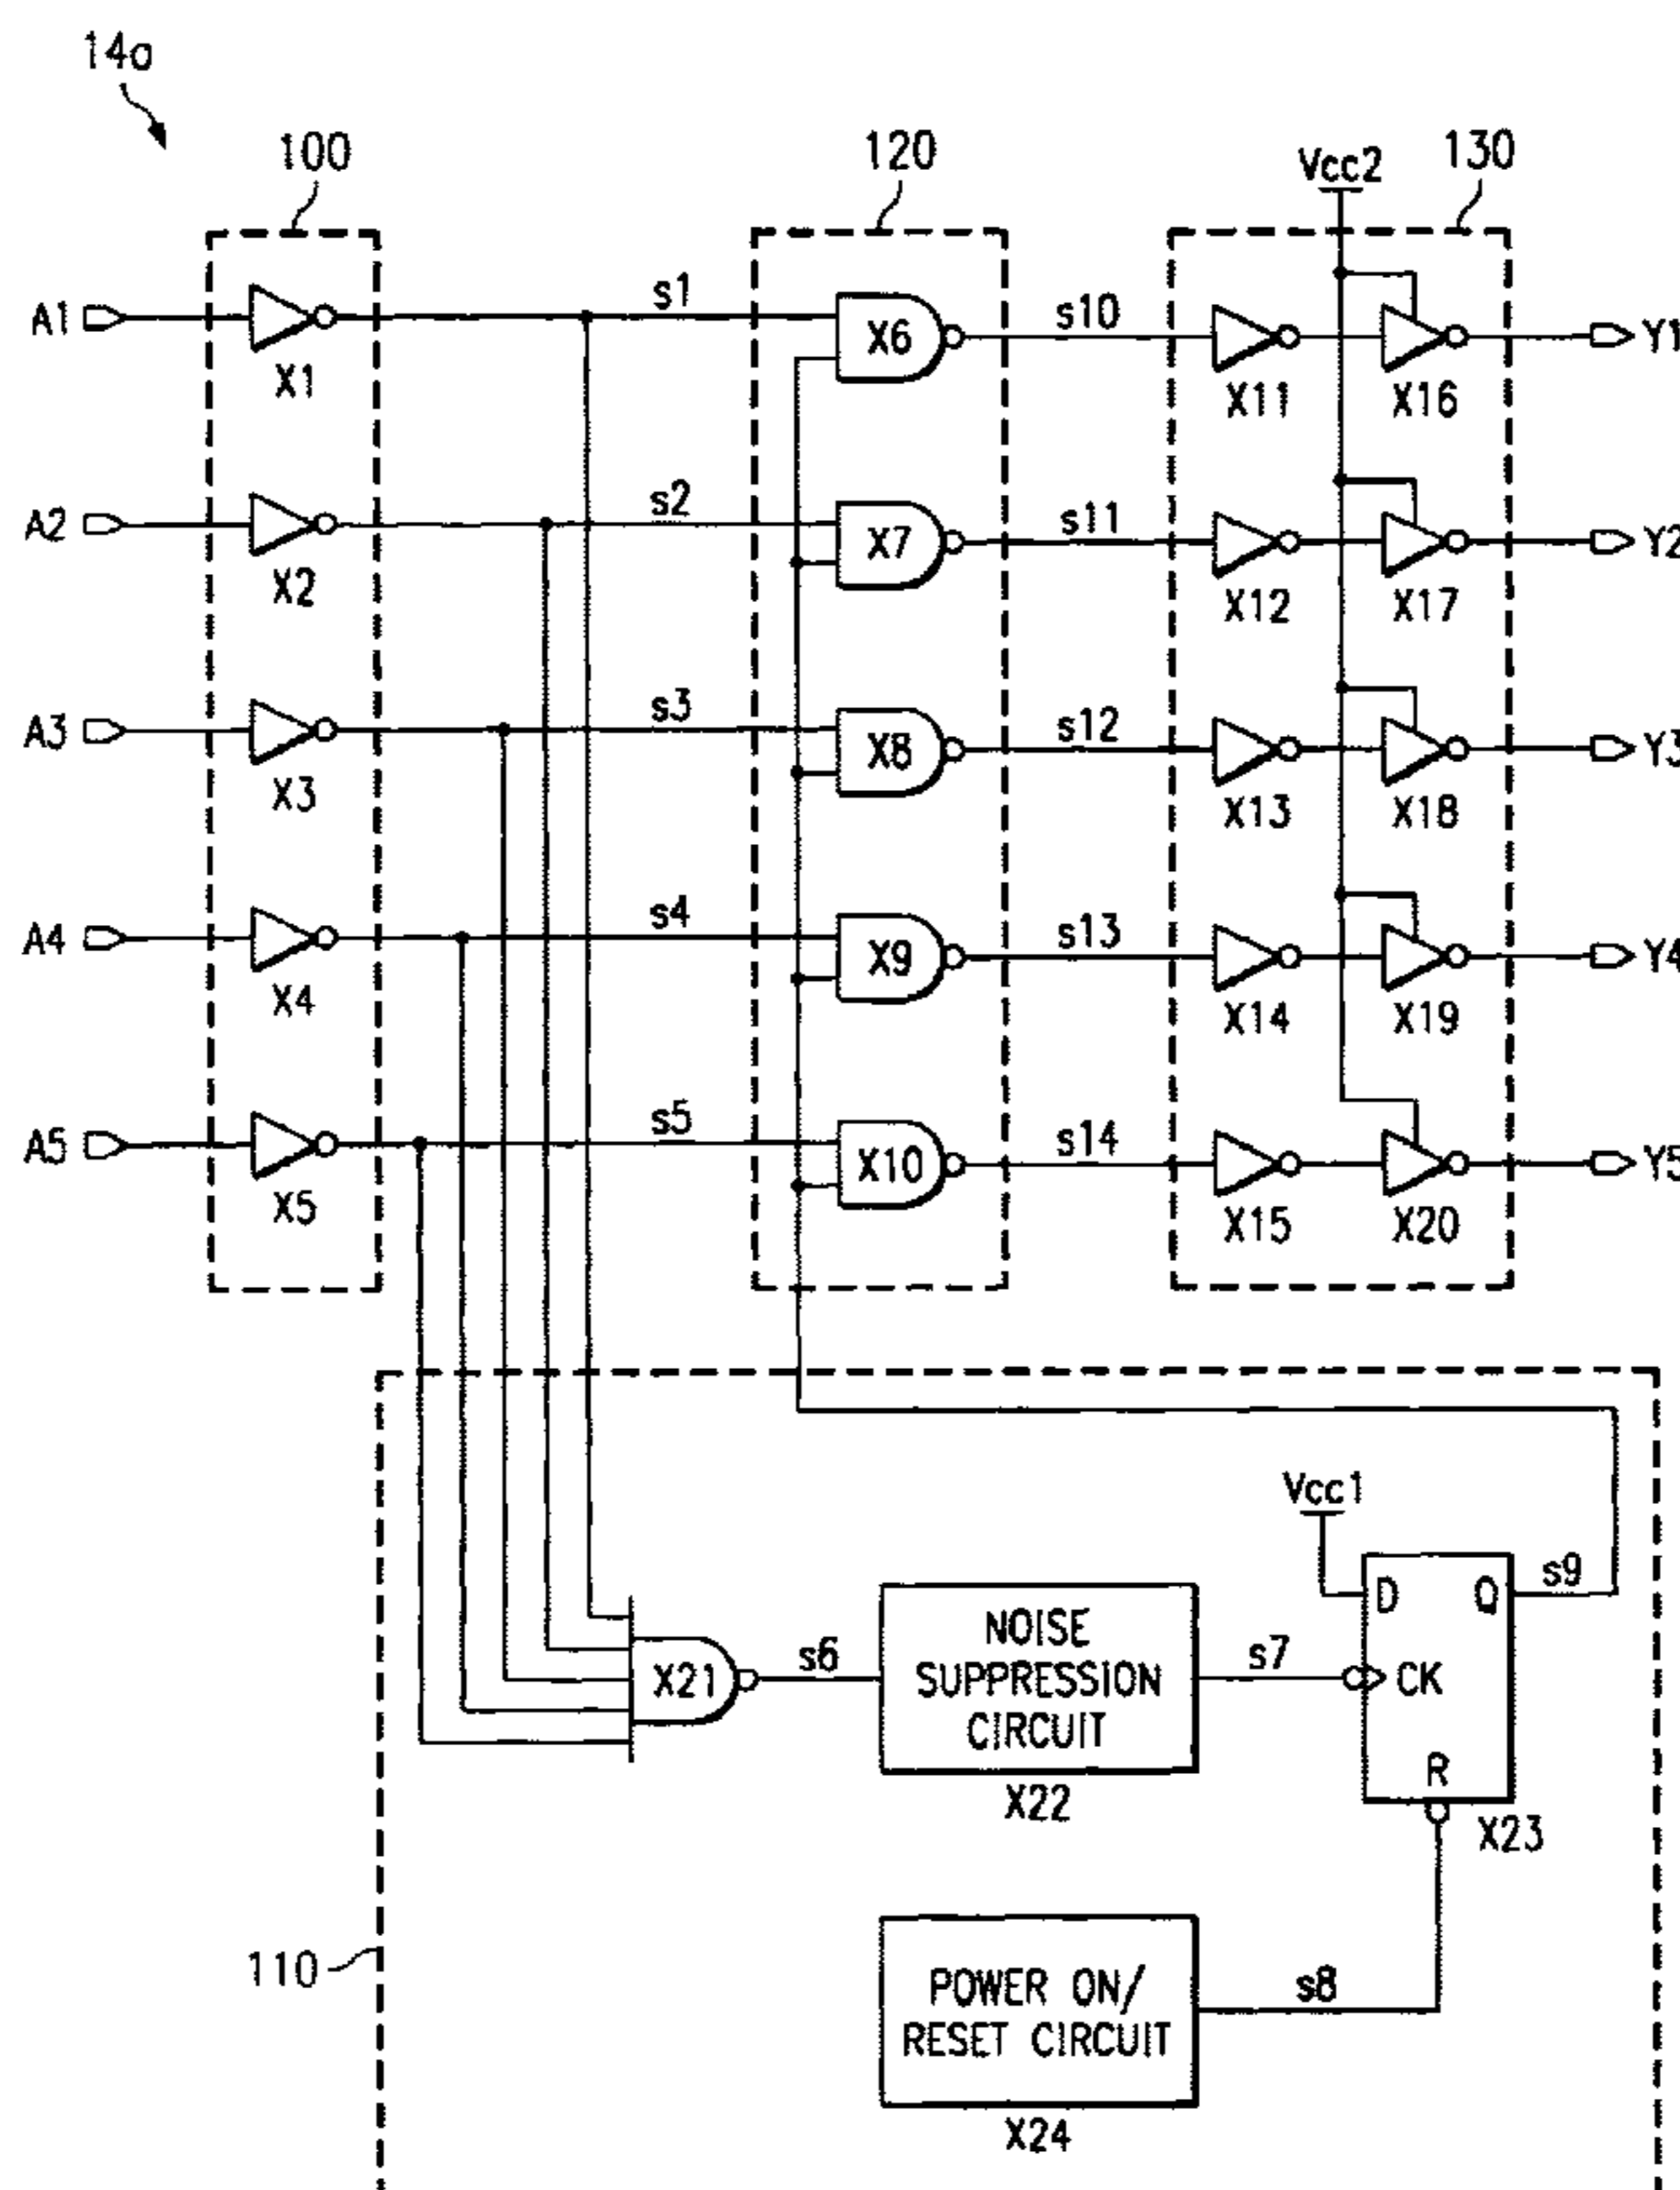 14a
100
120
Vcc2
130
A1
X1
s1
X6
s10
X11
X16
Y1
A2
X2
s2
X7
s11
X12
X17
Y2
A3
X3
s3
X8
s12
X13
X18
Y3
A4
X4
s4
X9
s13
X14
X19
Y4
A5
X5
s5
X10
s14
X15
X20
Y5
Vcc1
D
Q
s9
X21
s6
NOISE
SUPPRESSION
CIRCUIT
X22
s7
CK
R
X23
110
POWER ON/
RESET CIRCUIT
X24
s8